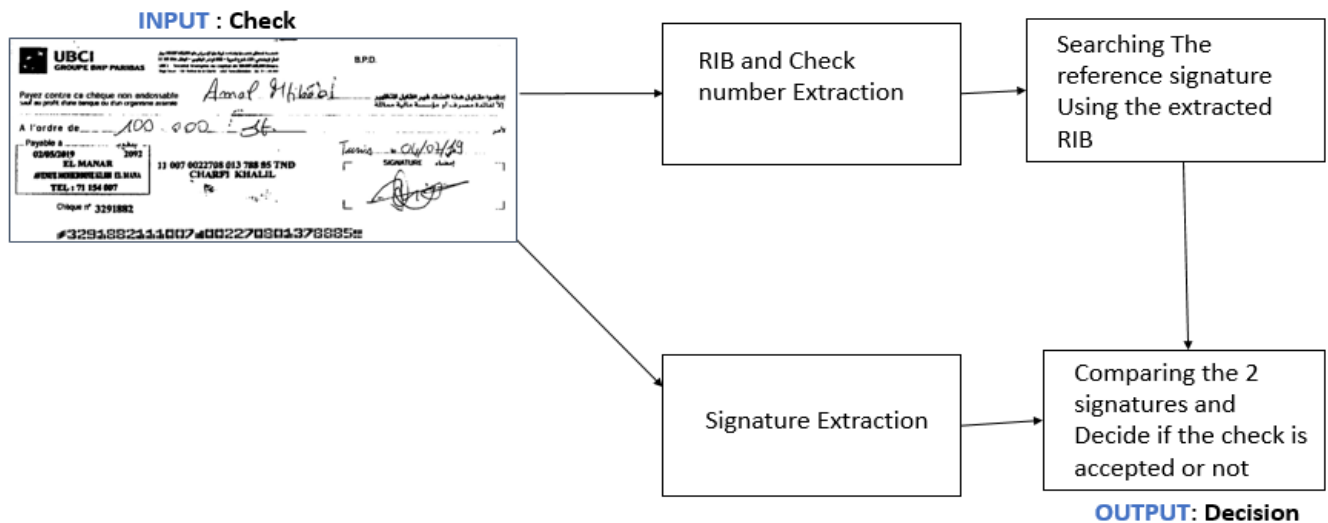 INPUT : Check
UBCI
GROUPE BNP PARIBAS
B.P.D.
Payez contre ce chèque non endossable
sauf au profit d'une banque ou d'un organisme assimilé
Amel
A l'ordre de 100.000
Payable à
02/05/2019 2092
EL MANAR
TEL : 71 154 007
11 007 0022708 013 788 85 TND
CHARFI KHALIL
Tunis
SIGNATURE إمضاء
Chèque n° 3291882
3291882111007 002270801378885
RIB and Check
number Extraction
Searching The
reference signature
Using the extracted
RIB
Signature Extraction
Comparing the 2
signatures and
Decide if the check is
accepted or not
OUTPUT: Decision